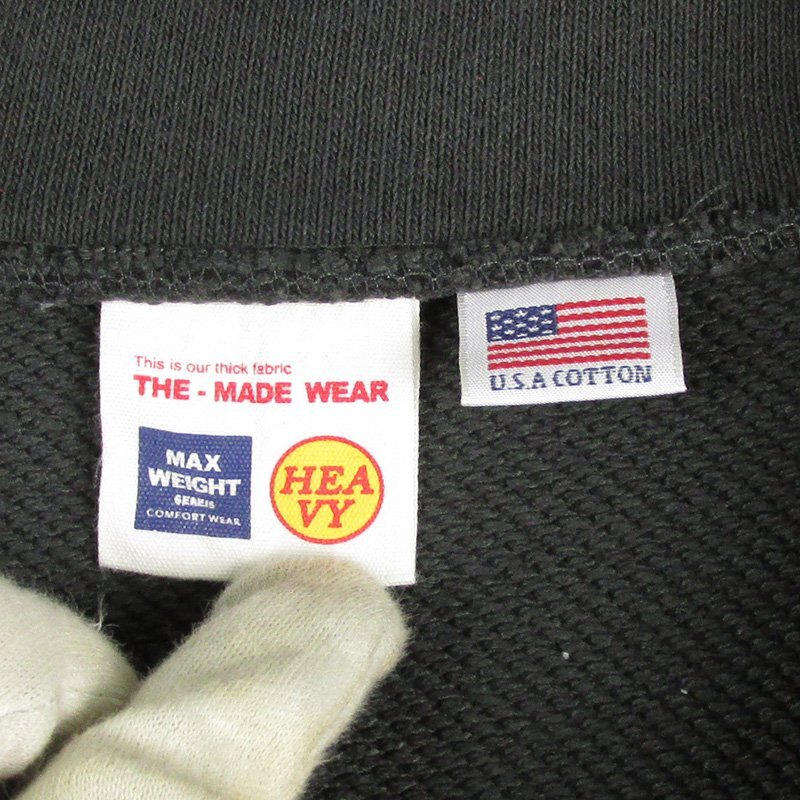 This is our thick fabric
THE - MADE WEAR
MAX
WEIGHT
COMFORT WEAR
HEA
VY
U.S.A COTTON